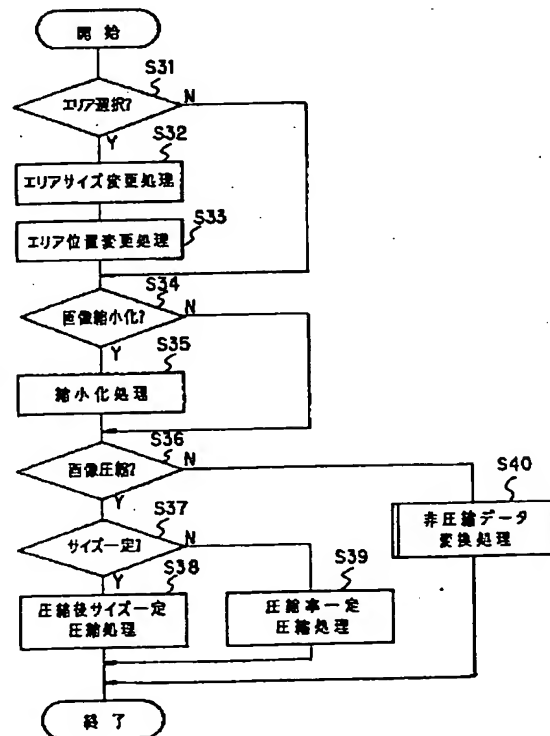 開始
S31
エリア選択?
N
Y
S32
エリアサイズ変更処理
S33
エリア位置変更処理
S34
画像縮小化?
N
Y
S35
縮小化処理
S36
画像圧縮?
N
Y
S40
非圧縮データ
変換処理
S37
サイズ一定?
N
Y
S38
圧縮後サイズ一定
圧縮処理
S39
圧縮率一定
圧縮処理
終了